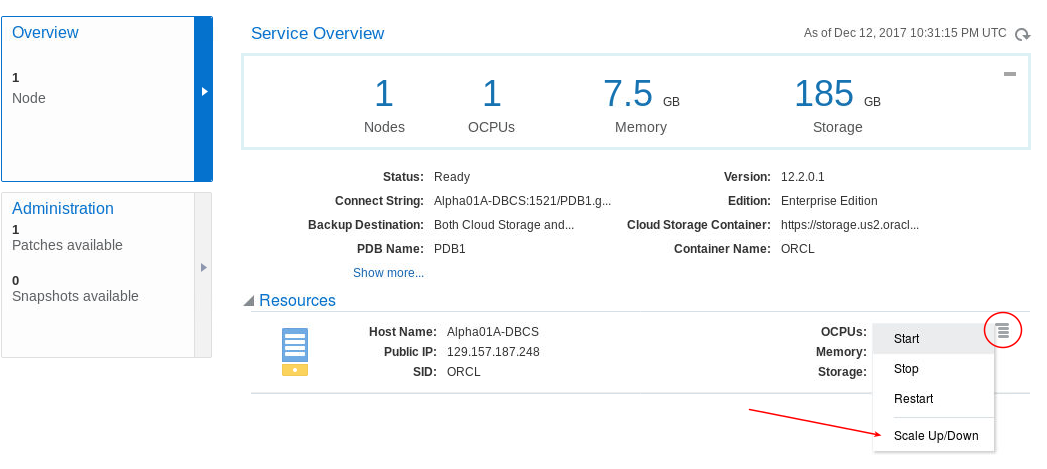 Overview
1
Node
Administration
1
Patches available
0
Snapshots available
Service Overview
As of Dec 12, 2017 10:31:15 PM UTC
1 1 7.5 GB 185 GB
Nodes OCPUs Memory Storage
Status: Ready Version: 12.2.0.1
Connect String: Alpha01A-DBCS:1521/PDB1.g... Edition: Enterprise Edition
Backup Destination: Both Cloud Storage and... Cloud Storage Container: https://storage.us2.oracl...
PDB Name: PDB1 Container Name: ORCL
Show more...
Resources
Host Name: Alpha01A-DBCS OCPUs:
Public IP: 129.157.187.248 Memory:
SID: ORCL Storage:
Start
Stop
Restart
Scale Up/Down